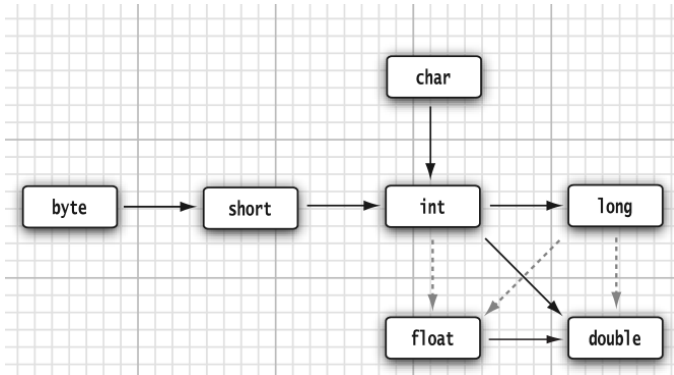 char
byte
short
int
long
float
double